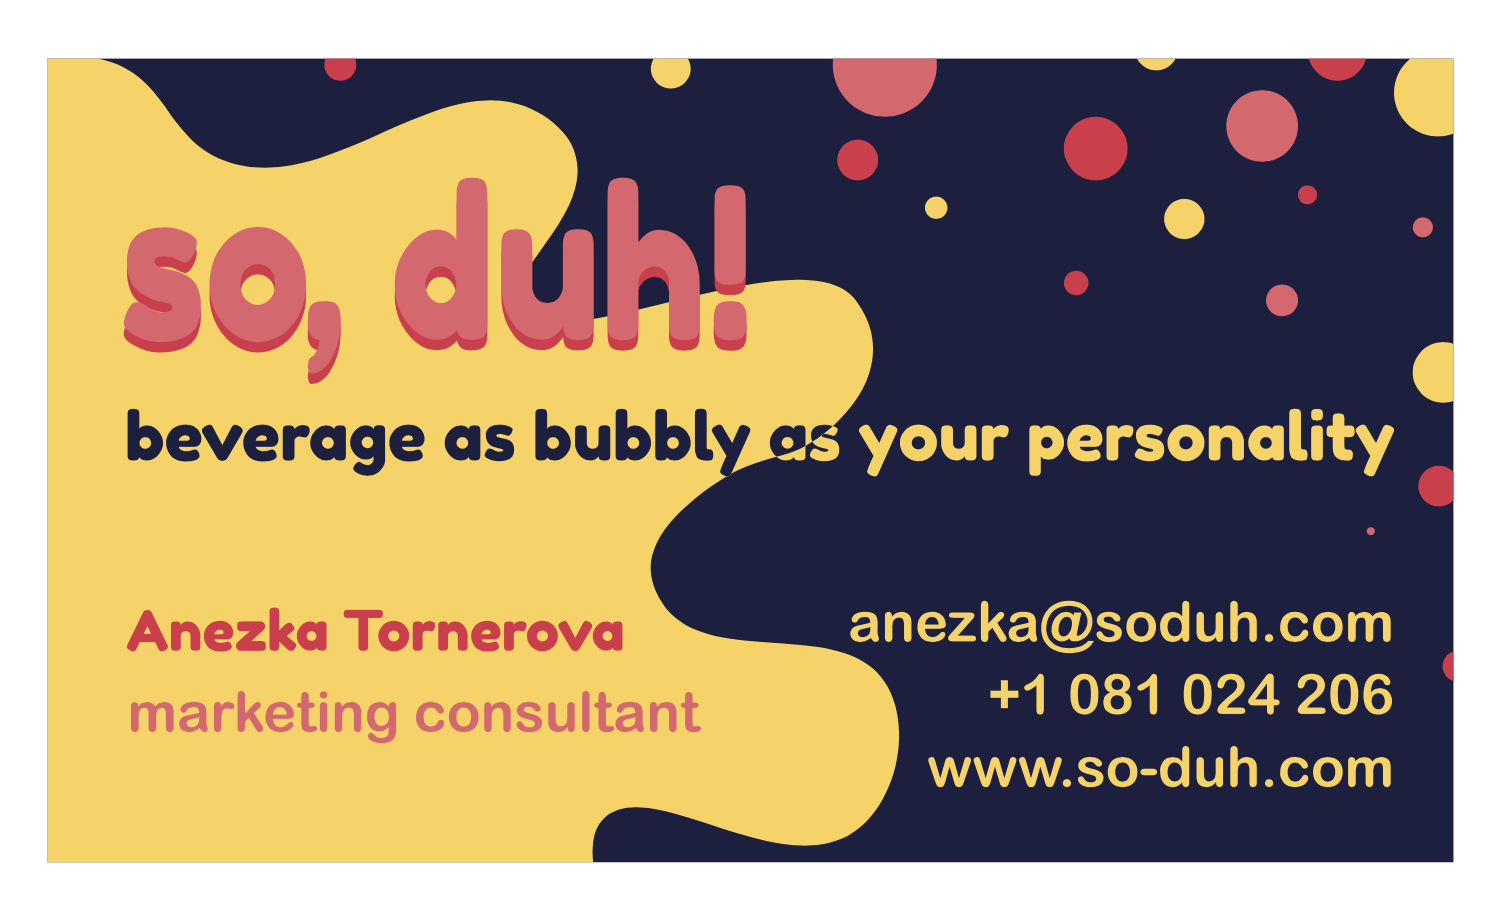 so, duh!
beverage as bubbly as your personality
Anezka Tornerova
marketing consultant
anezka@soduh.com
+1 081 024 206
www.so-duh.com